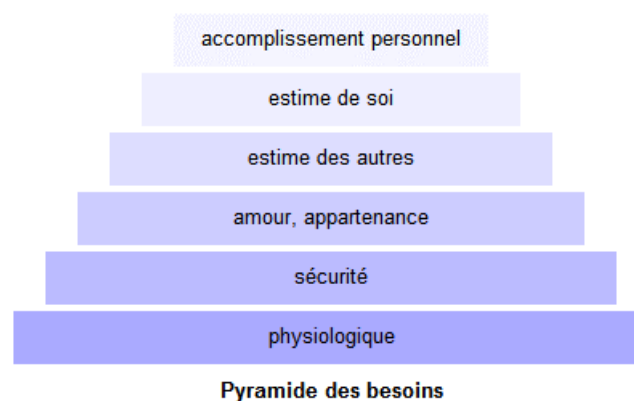 accomplissement personnel
estime de soi
estime des autres
amour, appartenance
sécurité
physiologique
Pyramide des besoins